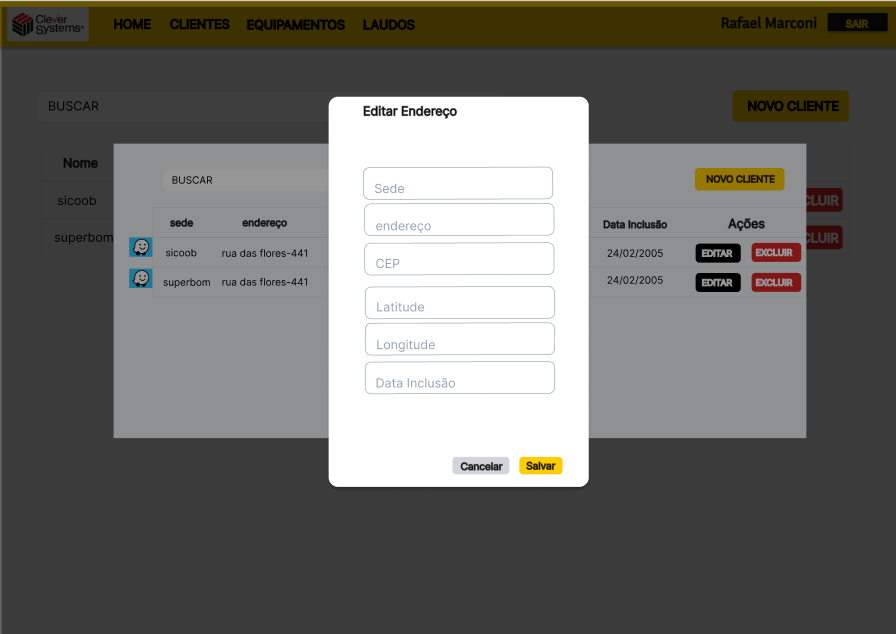 Clever Systems®
HOME CLIENTES EQUIPAMENTOS LAUDOS Rafael Marconi SAIR
BUSCAR NOVO CLIENTE
Nome
sicoob CLUIR
superbom CLUIR
BUSCAR NOVO CLIENTE
sede endereço Data Inclusão Ações
sicoob rua das flores-441 24/02/2005 EDITAR EXCLUIR
superbom rua das flores-441 24/02/2005 EDITAR EXCLUIR
Editar Endereço
Sede
endereço
CEP
Latitude
Longitude
Data Inclusão
Cancelar Salvar